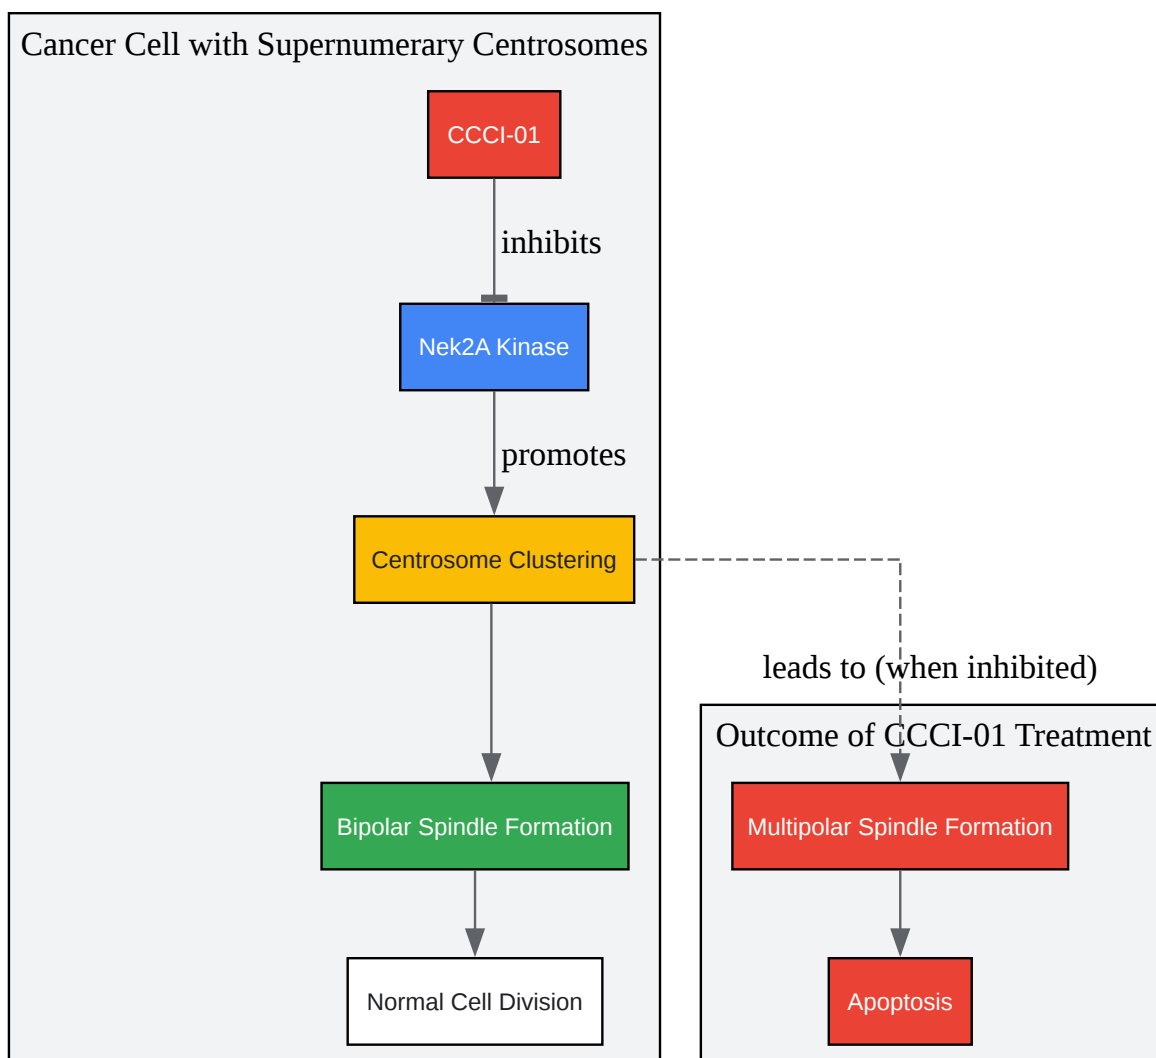 Cancer Cell with Supernumerary Centrosomes
CCCI-01
inhibits
Nek2A Kinase
promotes
Centrosome Clustering
leads to (when inhibited)
Outcome of CCCI-01 Treatment
Bipolar Spindle Formation
Multipolar Spindle Formation
Normal Cell Division
Apoptosis